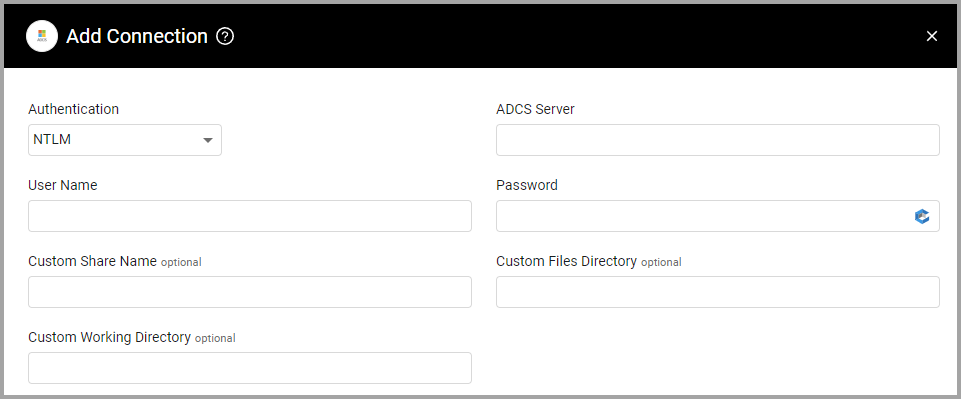 Add Connection ?
Authentication
ADCS Server
NTLM
User Name
Password
Custom Share Name optional
Custom Files Directory optional
Custom Working Directory optional